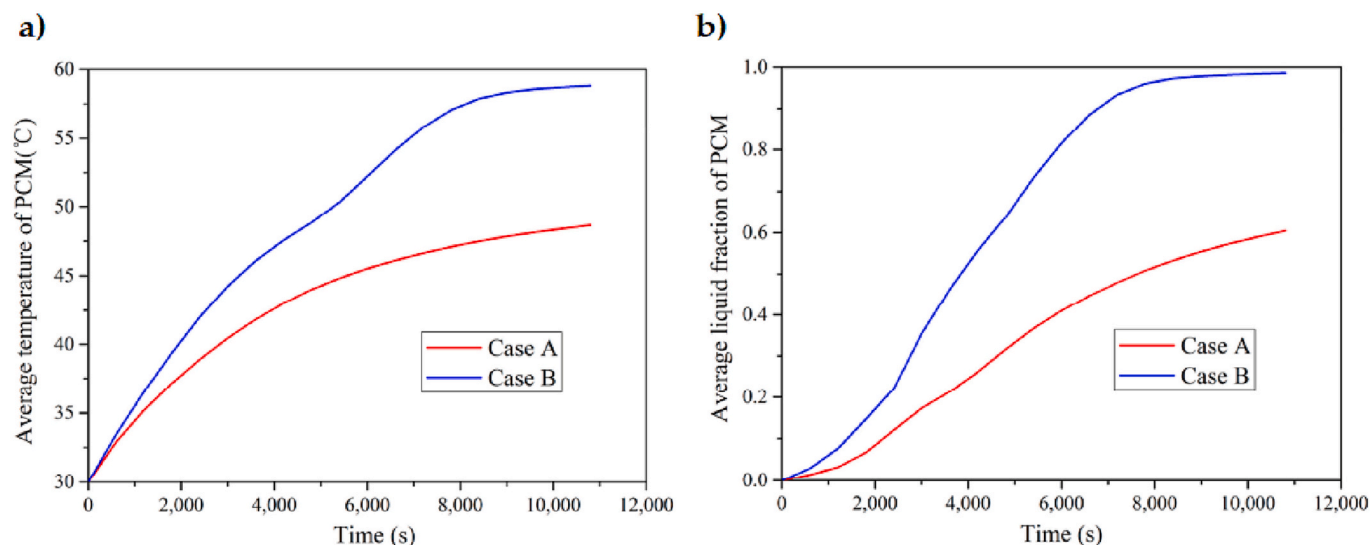 a)
60
55
50
45
40
35
30
Average temperature of PCM(℃)
Case A
Case B
0
2,000
4,000
6,000
8,000
10,000
12,000
Time (s)
b)
1.0
0.8
0.6
0.4
0.2
0.0
Average liquid fraction of PCM
Case A
Case B
0
2,000
4,000
6,000
8,000
10,000
12,000
Time (s)